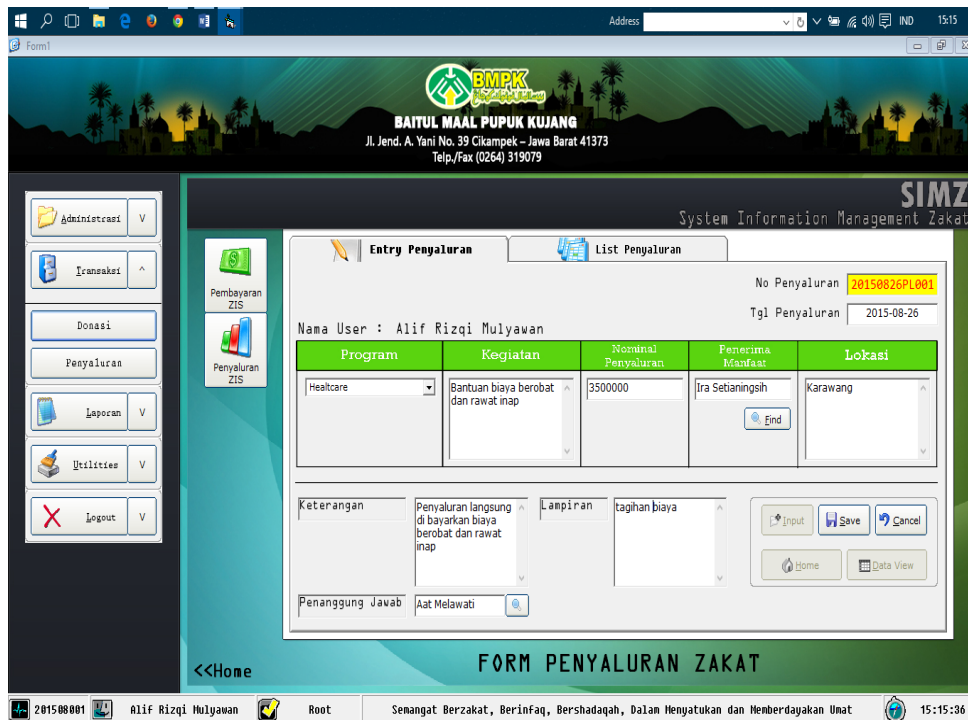 Address
IND
15:15
Form1
BMPK
BAITUL MAAL PUPUK KUJANG
Jl. Jend. A. Yani No. 39 Cikampek – Jawa Barat 41373
Telp./Fax (0264) 319079
SIMZ
System Information Management Zakat
Administrasi V
Transaksi ^
Donasi
Penyaluran
Laporan V
Utilities V
Logout V
Pembayaran
ZIS
Penyaluran
ZIS
Entry Penyaluran
List Penyaluran
No Penyaluran 20150826PL001
Tgl Penyaluran 2015-08-26
Nama User : Alif Rizqi Mulyawan
Program
Kegiatan
Nominal
Penyaluran
Penerima
Manfaat
Lokasi
Healtcare
Bantuan biaya berobat
dan rawat inap
3500000
Ira Setianingsih
Find
Karawang
Keterangan
Penyaluran langsung
di bayarkan biaya
berobat dan rawat
inap
Lampiran
tagihan biaya
Input
Save
Cancel
Home
Data View
Penanggung Jawab
Aat Melawati
<<Home
FORM PENYALURAN ZAKAT
201508001
Alif Rizqi Mulyawan
Root
Semangat Berzakat, Berinfaq, Bershadaqah, Dalam Menyatukan dan Memberdayakan Umat
15:15:36